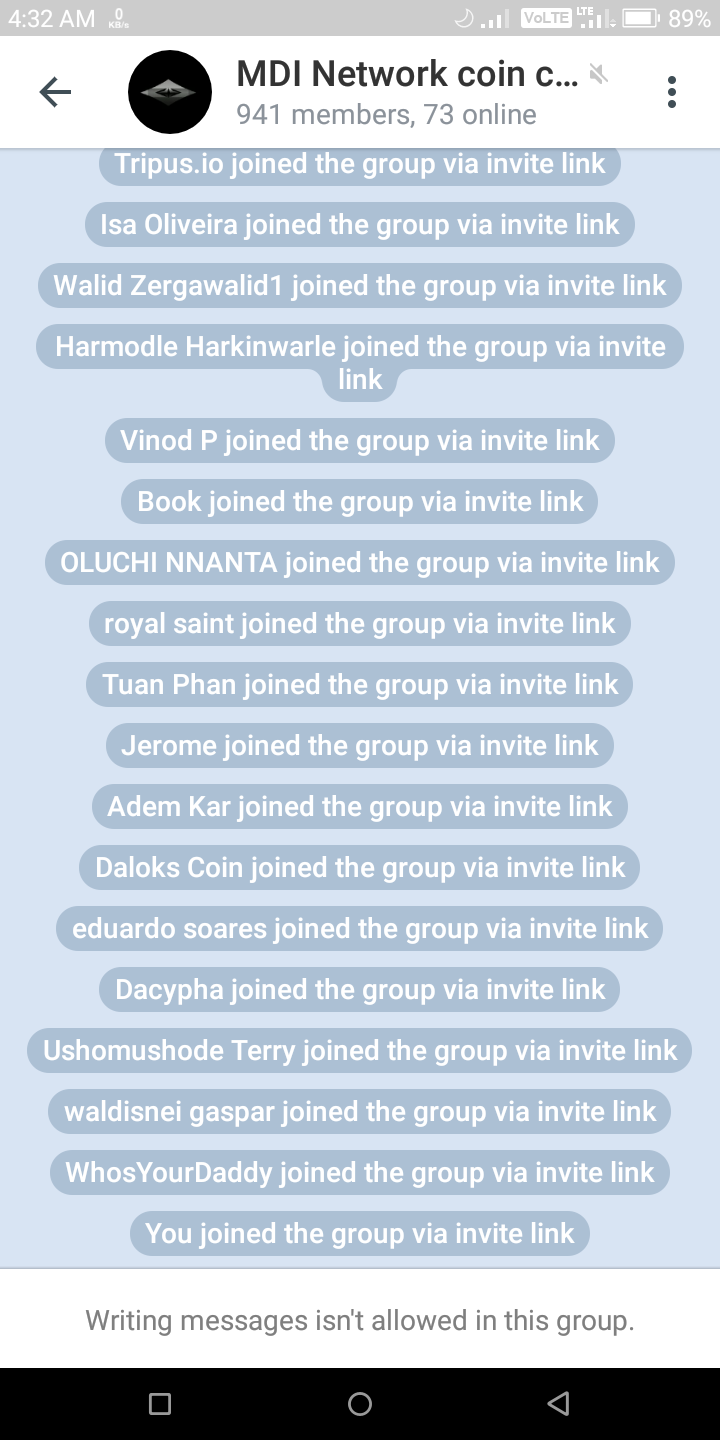 4:32 AM 0 KB/s VoLTE LTE 89%
MDI Network coin c...
941 members, 73 online
Tripus.io joined the group via invite link
Isa Oliveira joined the group via invite link
Walid Zergawalid1 joined the group via invite link
Harmodle Harkinwarle joined the group via invite
link
Vinod P joined the group via invite link
Book joined the group via invite link
OLUCHI NNANTA joined the group via invite link
royal saint joined the group via invite link
Tuan Phan joined the group via invite link
Jerome joined the group via invite link
Adem Kar joined the group via invite link
Daloks Coin joined the group via invite link
eduardo soares joined the group via invite link
Dacypha joined the group via invite link
Ushomushode Terry joined the group via invite link
waldisnei gaspar joined the group via invite link
WhosYourDaddy joined the group via invite link
You joined the group via invite link
Writing messages isn't allowed in this group.